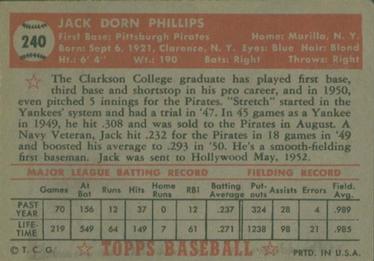 240
JACK DORN PHILLIPS
First Base: Pittsburgh Pirates Home: Murilla, N. Y.
Born: Sept. 6, 1921, Clarence, N. Y. Eyes: Blue Hair: Blond
Ht.: 6' 4" Wt.: 190 Bats: Right Throws: Right
The Clarkson College graduate has played first base,
third base and shortstop in his pro career, and in 1950,
even pitched 5 innings for the Pirates. "Stretch" started in the
Yankees' system and had a trial in '47. In 45 games as a Yankee
in 1949, he hit .308 and was sold to the Pirates in August. A
Navy Veteran, Jack hit .232 for the Pirates in 18 games in '49
and boosted his average to .293 in '50. He's a smooth-fielding
first baseman. Jack was sent to Hollywood May, 1952.
MAJOR LEAGUE BATTING RECORD FIELDING RECORD
Games At Bat Runs Hits Home Runs RBI Batting Average Put-outs Assists Errors Field. Avg.
PAST YEAR 70 156 12 37 0 12 .237 324 28 4 .989
LIFE-TIME 219 549 64 149 7 61 .271 1238 98 21 .985
© T. C. G. TOPPS BASEBALL PRTD. IN U.S.A.